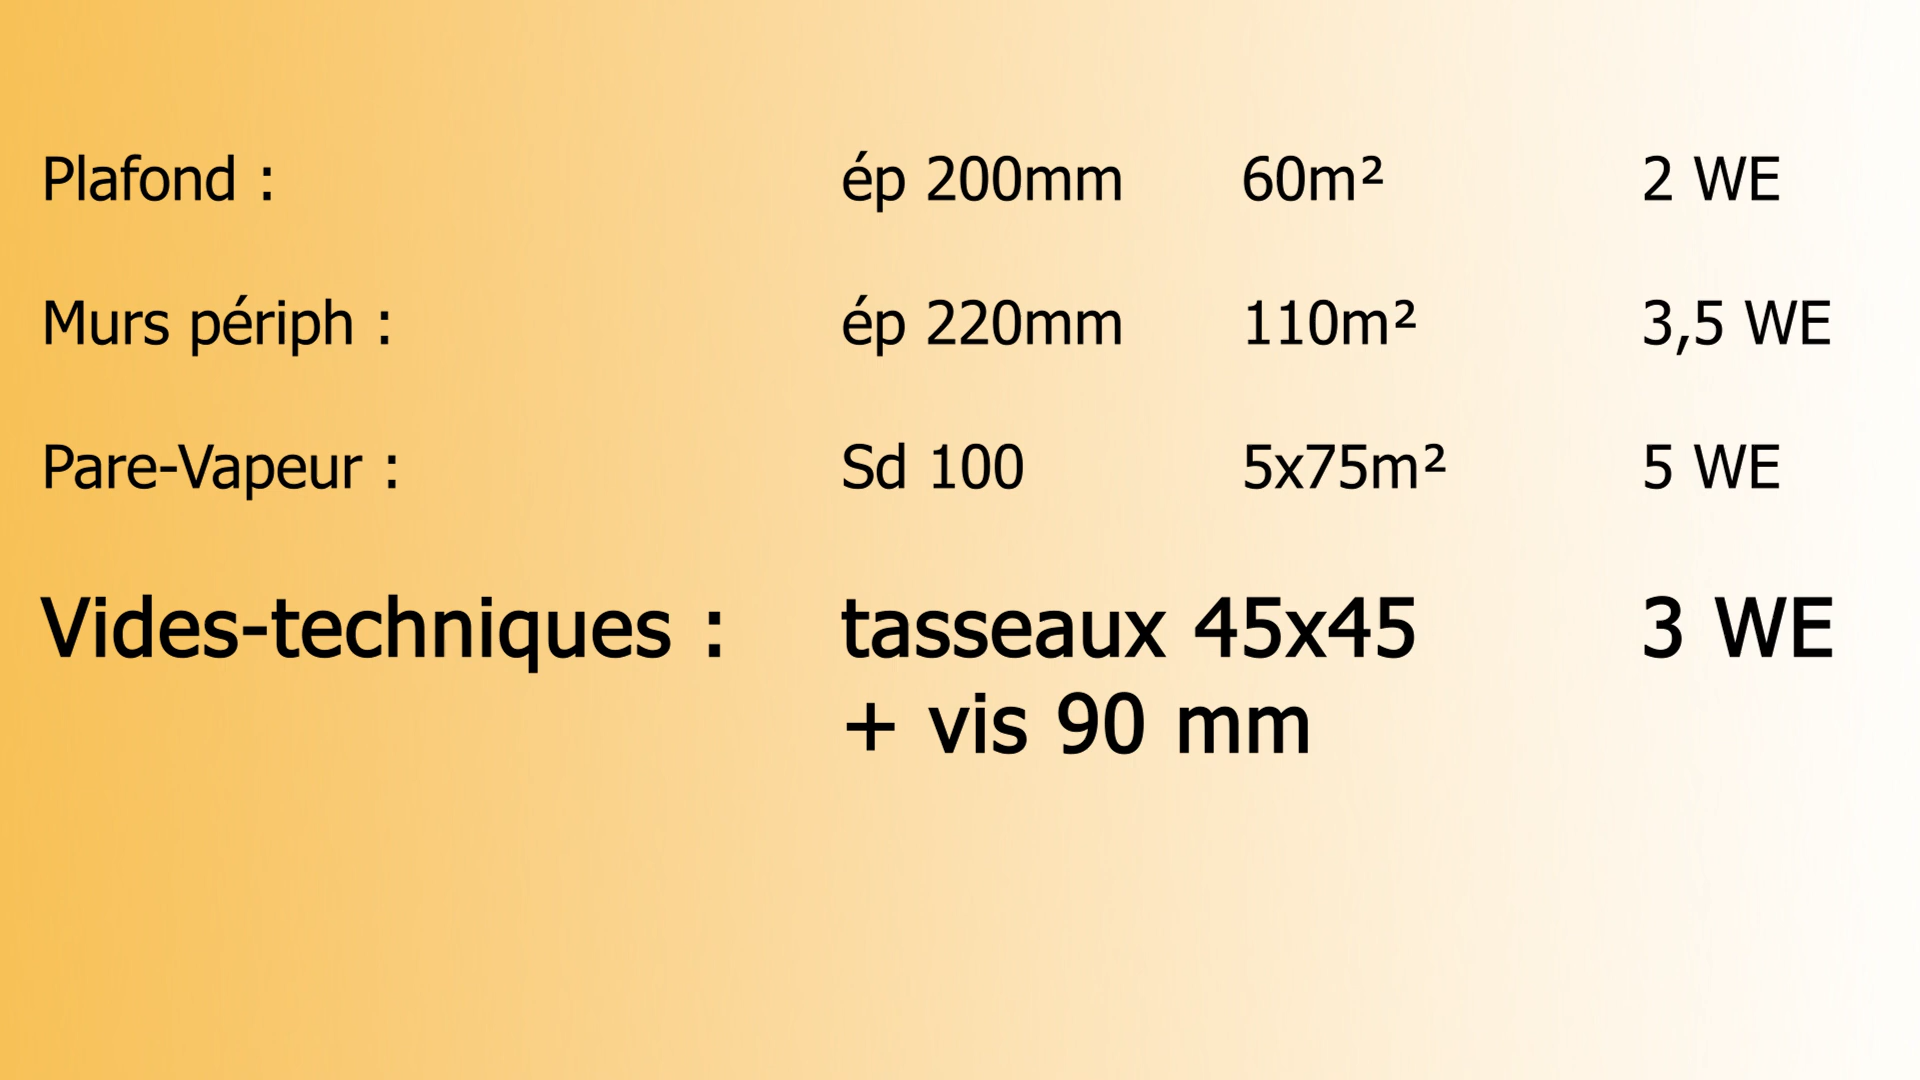 Plafond : ép 200mm 60m² 2 WE
Murs périph : ép 220mm 110m² 3,5 WE
Pare-Vapeur : Sd 100 5x75m² 5 WE
Vides-techniques : tasseaux 45x45 3 WE
+ vis 90 mm